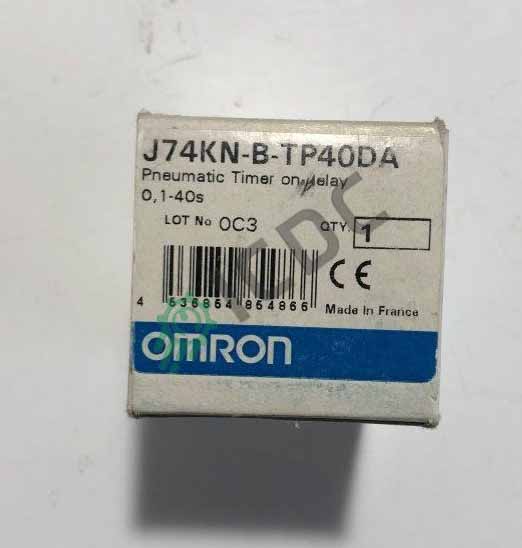 J74KN-B-TP40DA
Pneumatic Timer on delay
0,1-40s
LOT No 0C3
QTY. 1
CE
4 536854 854866
Made In France
OMRON
ICDC